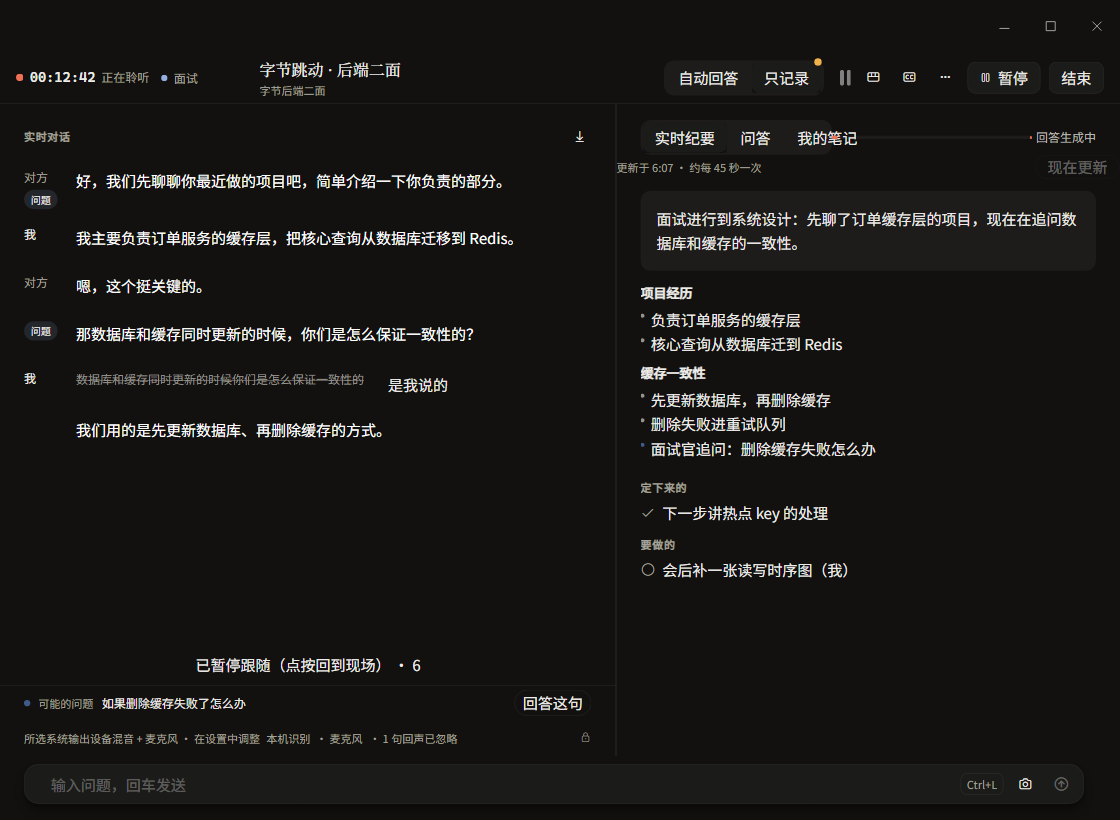 00:12:42 正在聆听 面试
字节跳动 · 后端二面
字节后端二面
自动回答 只记录
CC
暂停 结束
实时对话
对方
问题
好，我们先聊聊你最近做的项目吧，简单介绍一下你负责的部分。
我
我主要负责订单服务的缓存层，把核心查询从数据库迁移到 Redis。
对方
嗯，这个挺关键的。
问题
那数据库和缓存同时更新的时候，你们是怎么保证一致性的？
我
数据库和缓存同时更新的时候你们是怎么保证一致性的
是我说的
我们用的是先更新数据库、再删除缓存的方式。
已暂停跟随（点按回到现场） · 6
可能的问题 如果删除缓存失败了怎么办
回答这句
所选系统输出设备混音 + 麦克风 · 在设置中调整 本机识别 · 麦克风 · 1 句回声已忽略
实时纪要 问答 我的笔记
回答生成中
更新于 6:07 · 约每 45 秒一次
现在更新
面试进行到系统设计：先聊了订单缓存层的项目，现在在追问数
据库和缓存的一致性。
项目经历
负责订单服务的缓存层
核心查询从数据库迁到 Redis
缓存一致性
先更新数据库，再删除缓存
删除失败进重试队列
面试官追问：删除缓存失败怎么办
定下来的
下一步讲热点 key 的处理
要做的
会后补一张读写时序图（我）
输入问题，回车发送
Ctrl+L